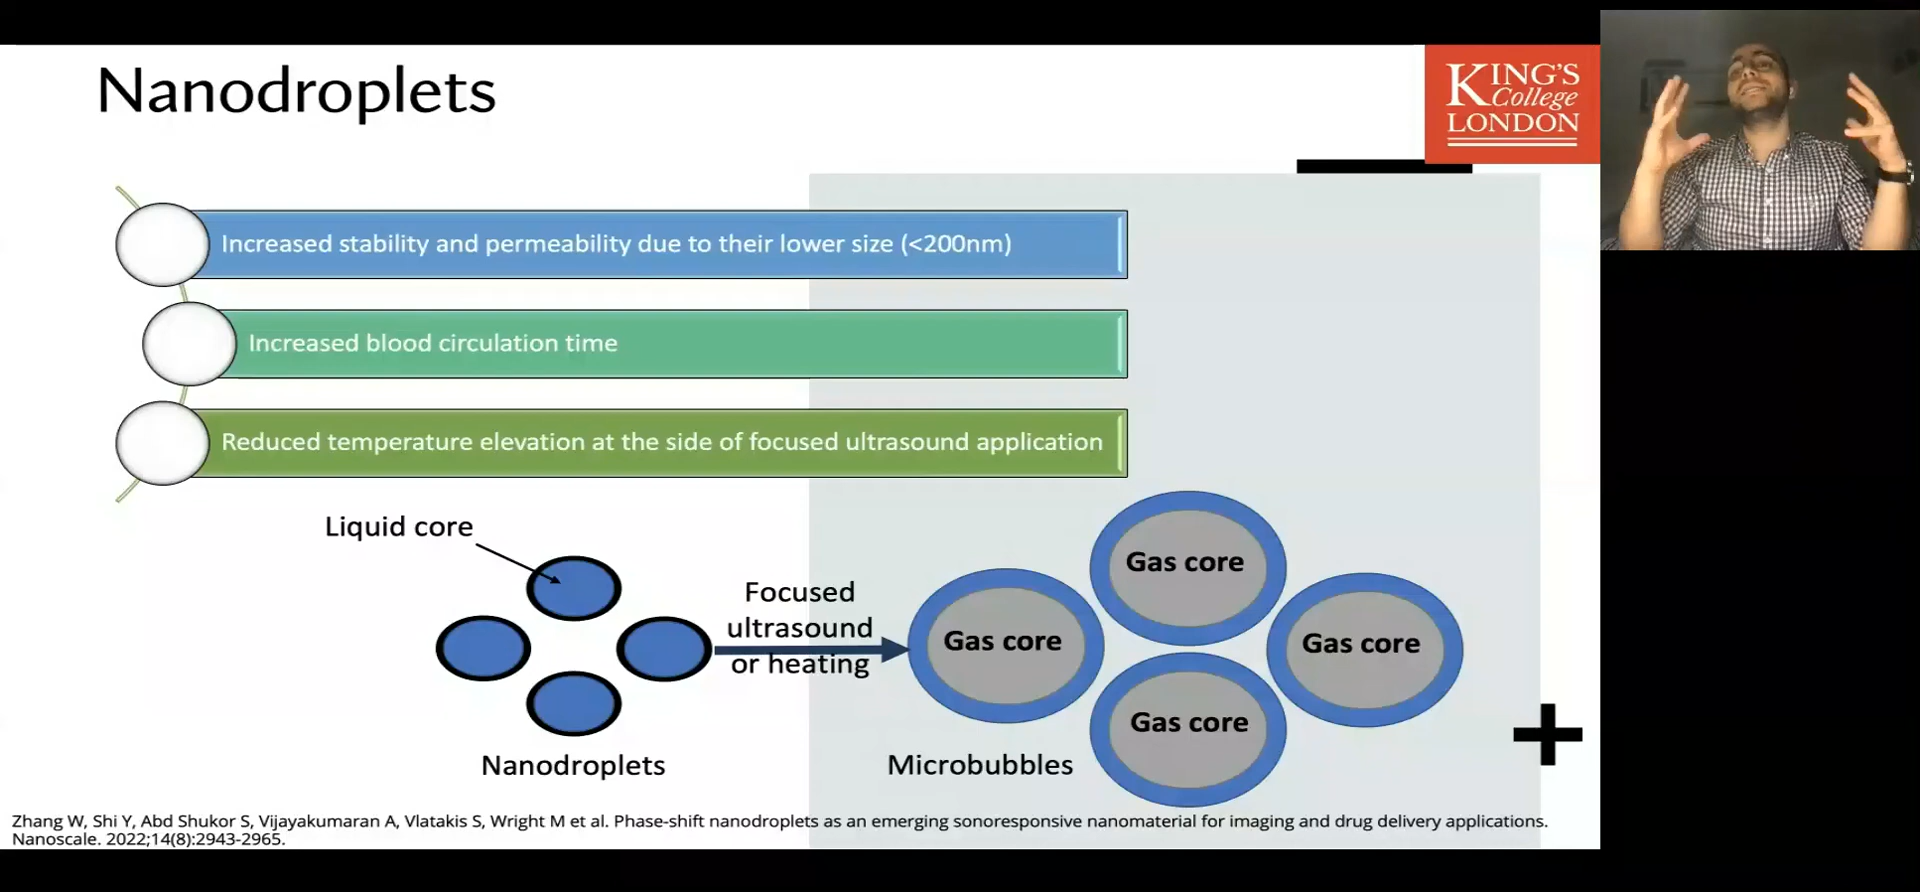 Nanodroplets
KING'S
College
LONDON
Increased stability and permeability due to their lower size (<200nm)
Increased blood circulation time
Reduced temperature elevation at the side of focused ultrasound application
Liquid core
Focused
ultrasound
or heating
Gas core
Gas core
Gas core
Gas core
Nanodroplets
Microbubbles
Zhang W, Shi Y, Abd Shukor S, Vijayakumaran A, Vlatakis S, Wright M et al. Phase-shift nanodroplets as an emerging sonoresponsive nanomaterial for imaging and drug delivery applications.
Nanoscale. 2022;14(8):2943-2965.